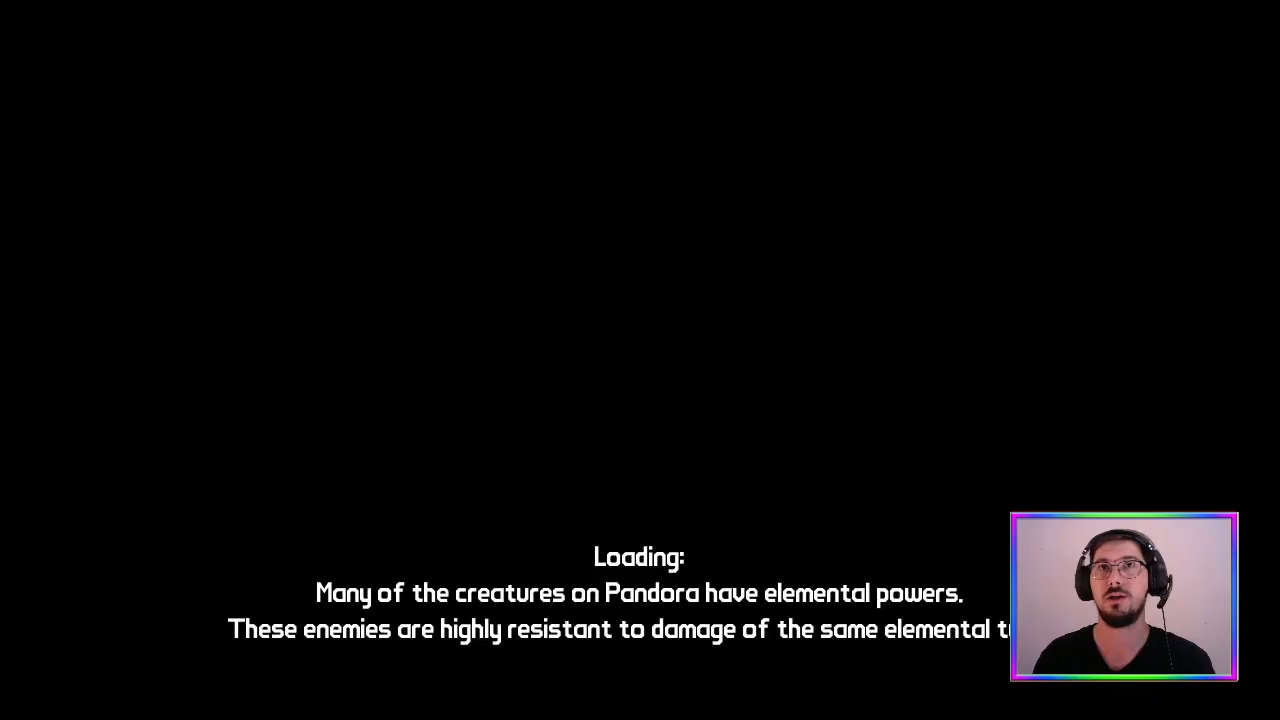 Loading:
Many of the creatures on Pandora have elemental powers.
These enemies are highly resistant to damage of the same elemental